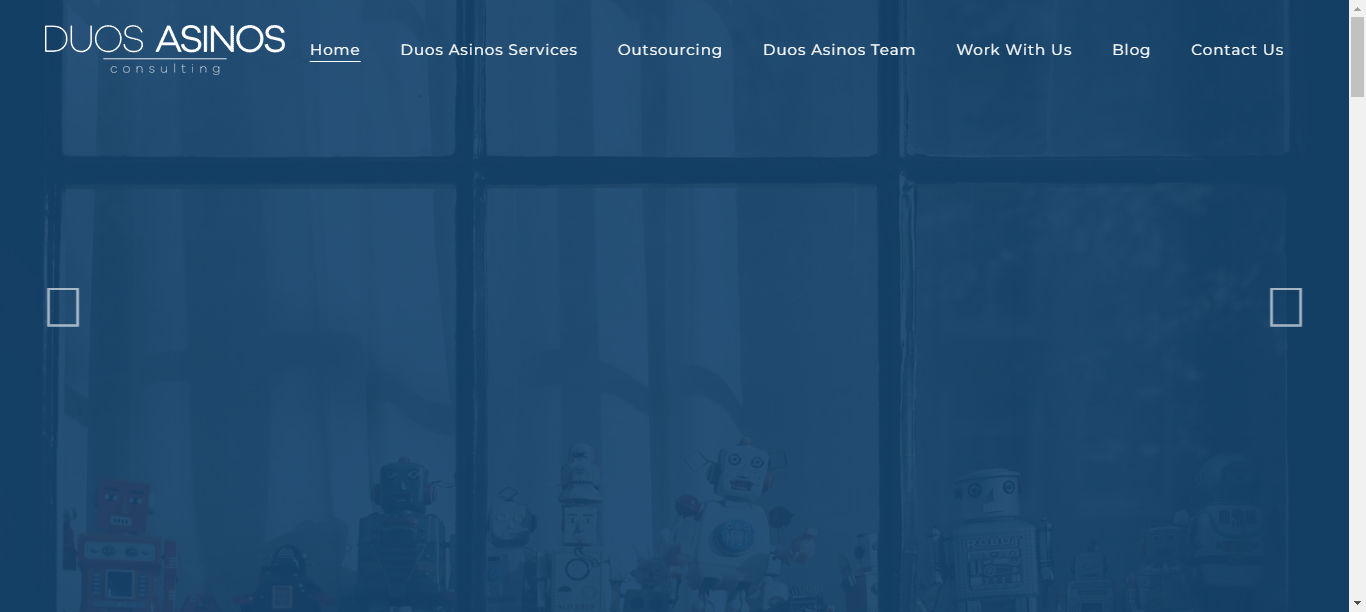 DUOS ASINOS
consulting
Home Duos Asinos Services Outsourcing Duos Asinos Team Work With Us Blog Contact Us